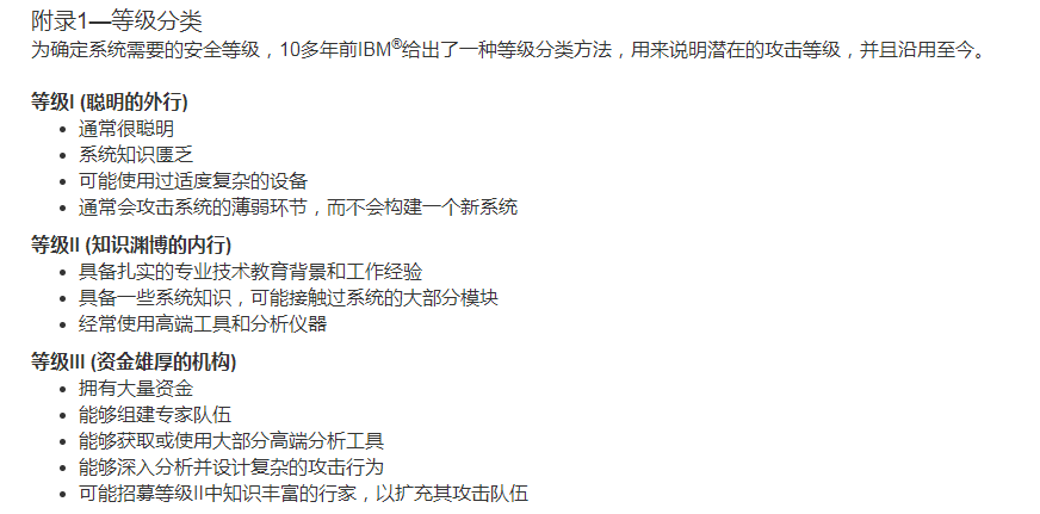 附录1—等级分类
为确定系统需要的安全等级，10多年前IBM®给出了一种等级分类方法，用来说明潜在的攻击等级，并且沿用至今。
等级I (聪明的外行)
• 通常很聪明
• 系统知识匮乏
• 可能使用过适度复杂的设备
• 通常会攻击系统的薄弱环节，而不会构建一个新系统
等级II (知识渊博的内行)
• 具备扎实的专业技术教育背景和工作经验
• 具备一些系统知识，可能接触过系统的大部分模块
• 经常使用高端工具和分析仪器
等级III (资金雄厚的机构)
• 拥有大量资金
• 能够组建专家队伍
• 能够获取或使用大部分高端分析工具
• 能够深入分析并设计复杂的攻击行为
• 可能招募等级II中知识丰富的行家，以扩充其攻击队伍